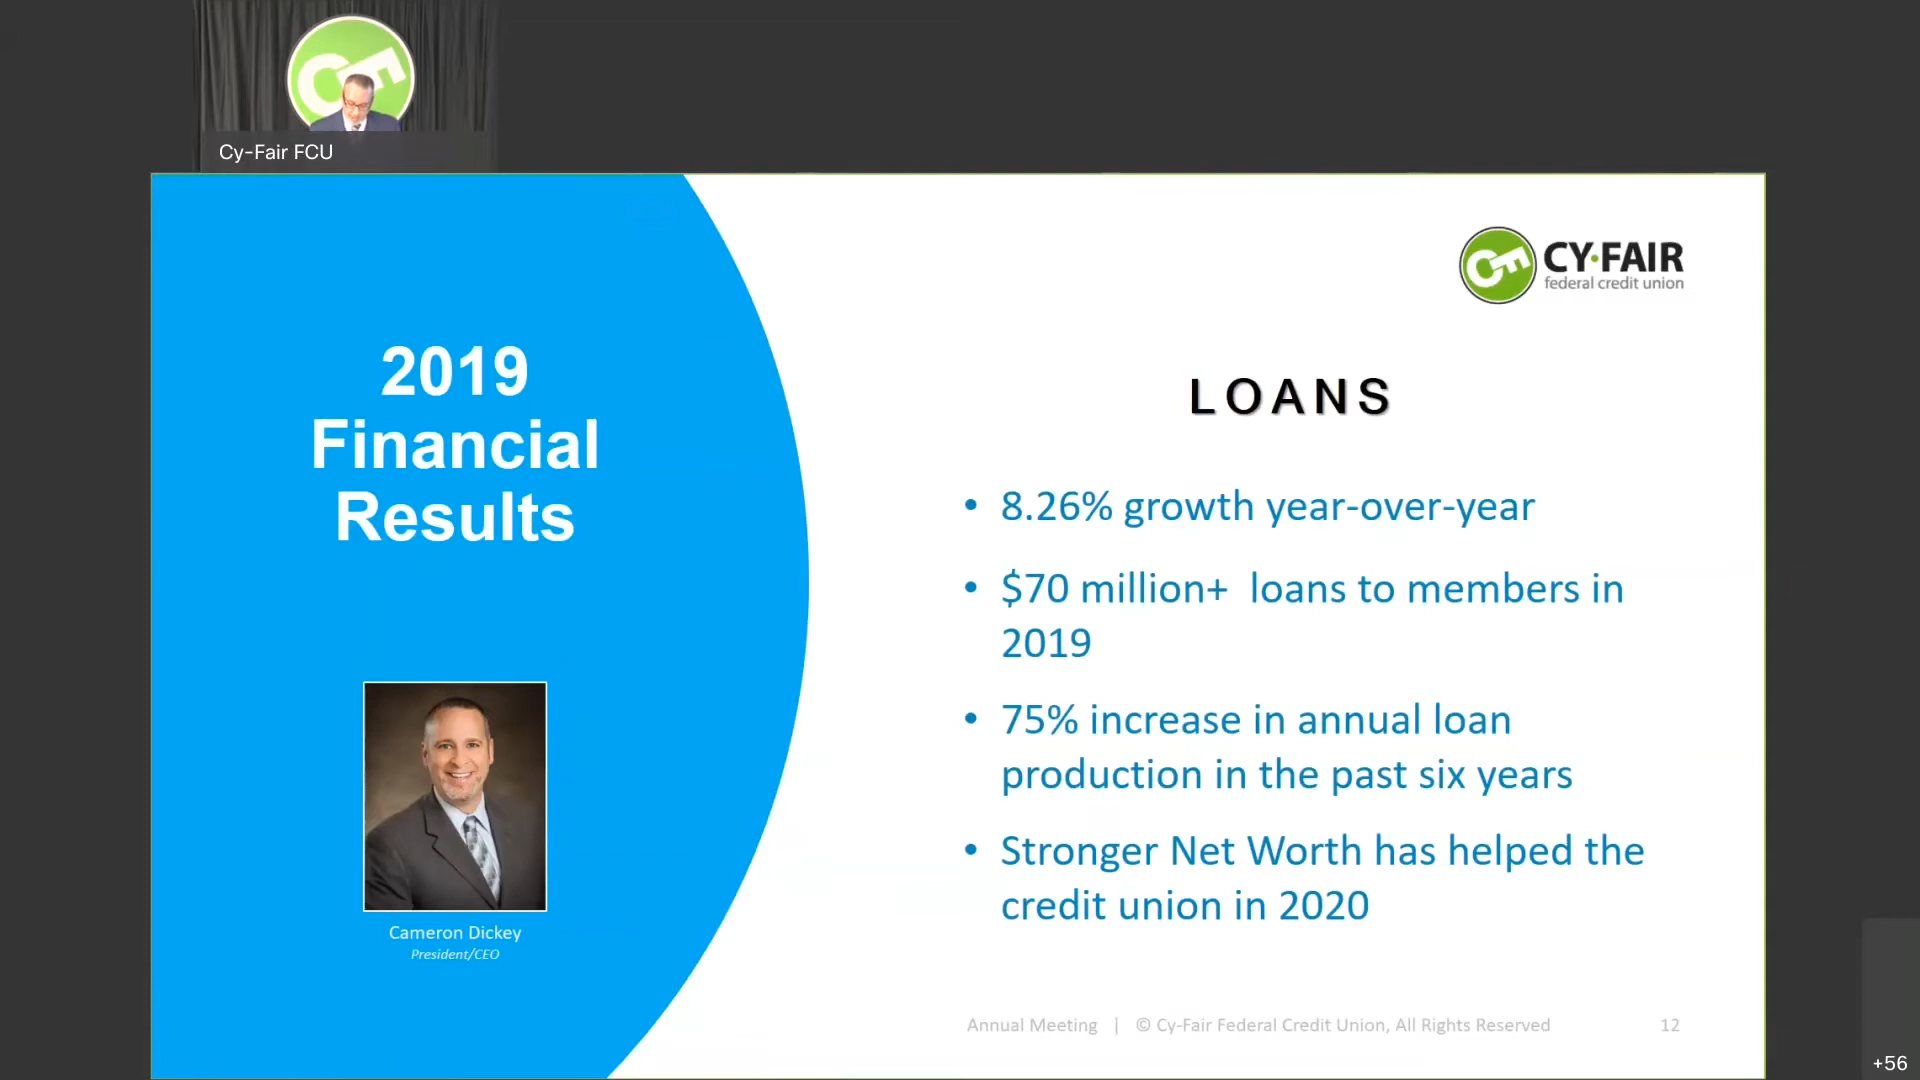 CF
Cy-Fair FCU
CF
CY·FAIR
federal credit union
2019
Financial
Results
Cameron Dickey
President/CEO
LOANS
• 8.26% growth year-over-year
• $70 million+  loans to members in
2019
• 75% increase in annual loan
production in the past six years
• Stronger Net Worth has helped the
credit union in 2020
Annual Meeting | © Cy-Fair Federal Credit Union, All Rights Reserved 12
+56